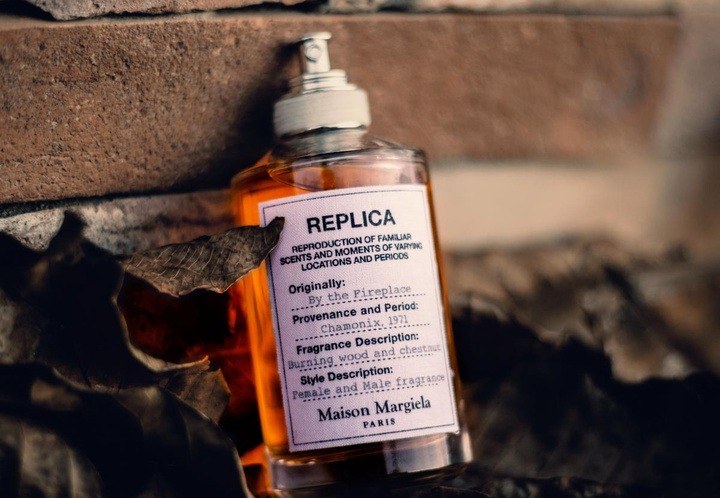 REPLICA
REPRODUCTION OF FAMILIAR
SCENTS AND MOMENTS OF VARYING
LOCATIONS AND PERIODS
Originally:
By the Fireplace
Provenance and Period:
Chamonix, 1971
Fragrance Description:
Burning wood and chestnut
Style Description:
Female and Male fragrance
Maison Margiela
PARIS